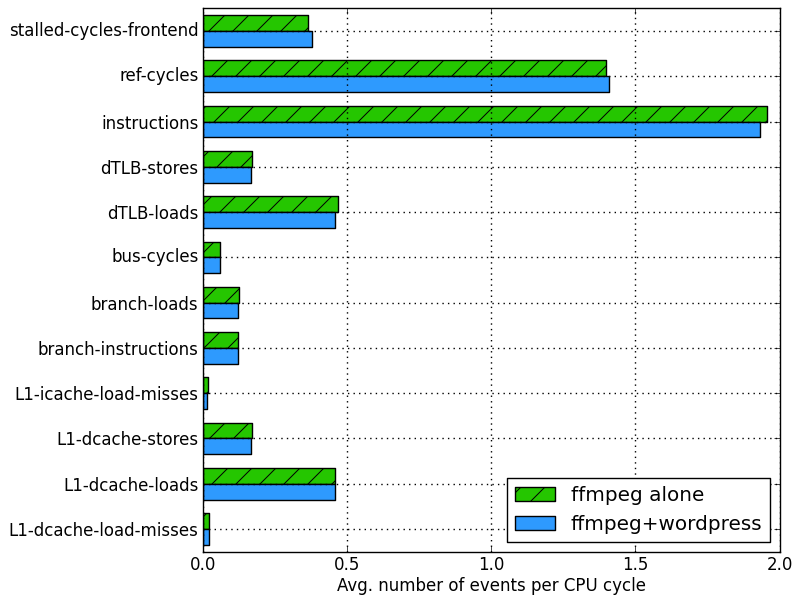 stalled-cycles-frontend
ref-cycles
instructions
dTLB-stores
dTLB-loads
bus-cycles
branch-loads
branch-instructions
L1-icache-load-misses
L1-dcache-stores
L1-dcache-loads
L1-dcache-load-misses
ffmpeg alone
ffmpeg+wordpress
0.0 0.5 1.0 1.5 2.0
Avg. number of events per CPU cycle